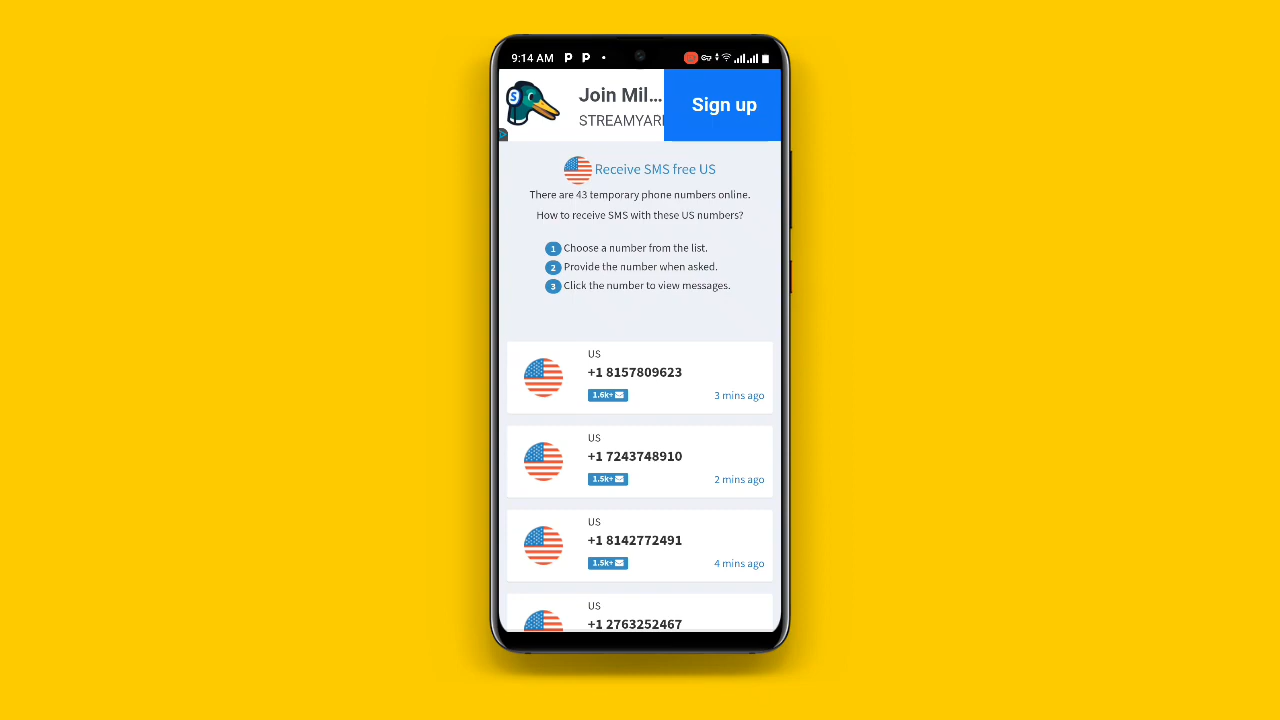 9:14 AM P P
Join Mil...
STREAMYAR
Sign up
S
Receive SMS free US
There are 43 temporary phone numbers online.
How to receive SMS with these US numbers?
1 Choose a number from the list.
2 Provide the number when asked.
3 Click the number to view messages.
US
+1 8157809623
1.6k+
3 mins ago
US
+1 7243748910
1.5k+
2 mins ago
US
+1 8142772491
1.5k+
4 mins ago
US
+1 2763252467